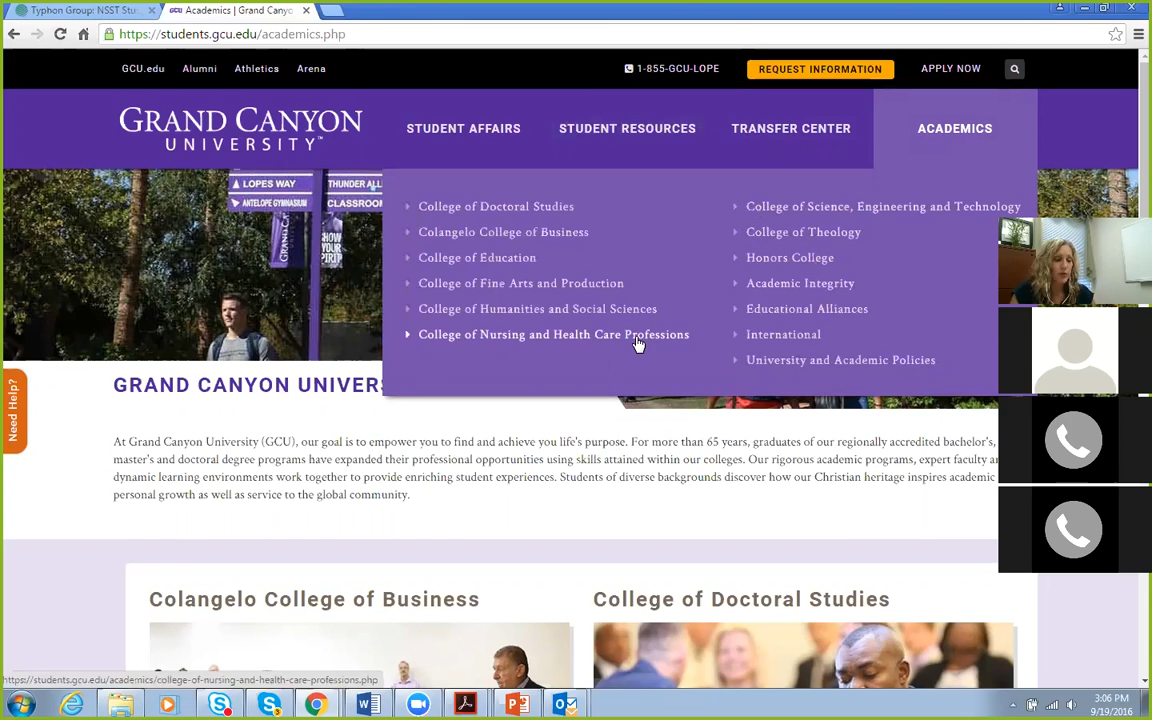 Typhon Group: NSST Stu
Academics | Grand Canyo
https://students.gcu.edu/academics.php
GCU.edu Alumni Athletics Arena
1-855-GCU-LOPE REQUEST INFORMATION APPLY NOW
GRAND CANYON
UNIVERSITY™
STUDENT AFFAIRS STUDENT RESOURCES TRANSFER CENTER ACADEMICS
LOPES WAY
THUNDER ALL
ANTELOPE GYMNASIUM
CLASSROOM
GRAND CANYON
SHOW YOUR SPIRIT
College of Doctoral Studies
Colangelo College of Business
College of Education
College of Fine Arts and Production
College of Humanities and Social Sciences
College of Nursing and Health Care Professions
College of Science, Engineering and Technology
College of Theology
Honors College
Academic Integrity
Educational Alliances
International
University and Academic Policies
Need Help?
GRAND CANYON UNIVERS
At Grand Canyon University (GCU), our goal is to empower you to find and achieve you life's purpose. For more than 65 years, graduates of our regionally accredited bachelor's,
master's and doctoral degree programs have expanded their professional opportunities using skills attained within our colleges. Our rigorous academic programs, expert faculty an
dynamic learning environments work together to provide enriching student experiences. Students of diverse backgrounds discover how our Christian heritage inspires academic
personal growth as well as service to the global community.
Colangelo College of Business
College of Doctoral Studies
https://students.gcu.edu/academics/college-of-nursing-and-health-care-professions.php
3:06 PM
9/19/2016